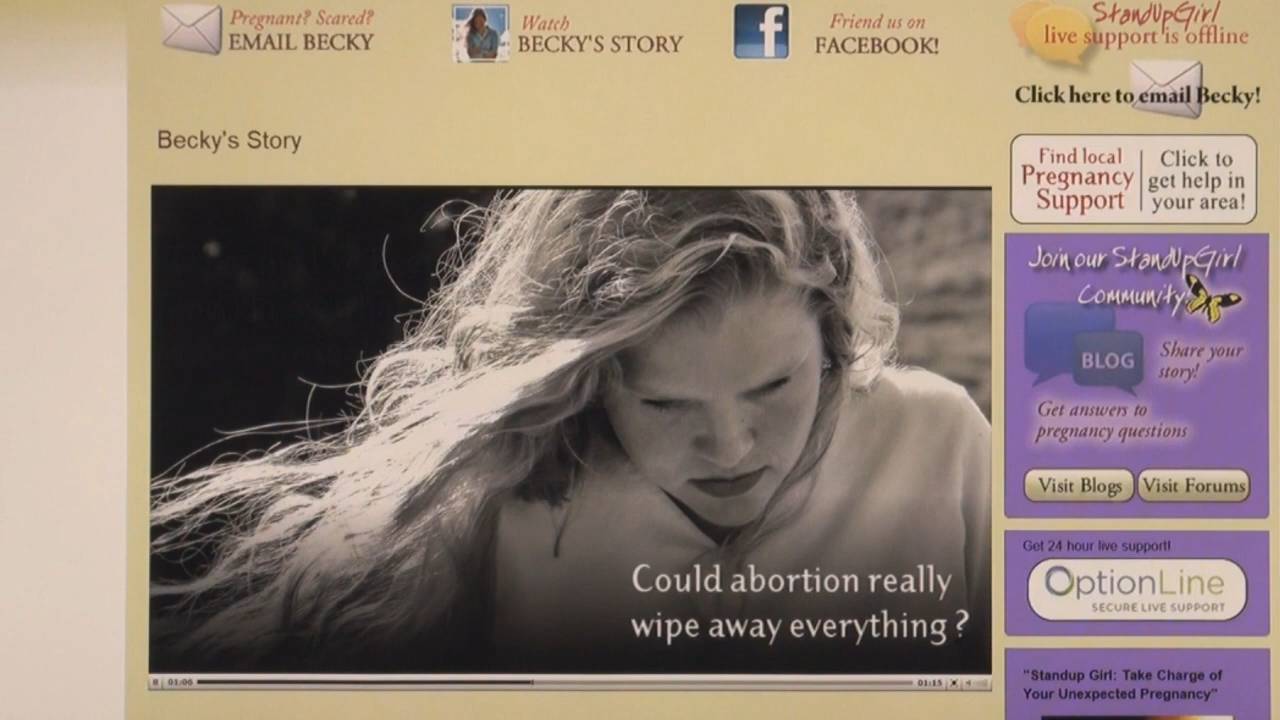 Pregnant? Scared?
EMAIL BECKY
Watch
BECKY'S STORY
f
Friend us on
FACEBOOK!
StandUpGirl
live support is offline
Click here to email Becky!
Becky's Story
Find local
Pregnancy
Support
Click to
get help in
your area!
Join our StandUpGirl
Community!
BLOG
Share your
story!
Get answers to
pregnancy questions
Visit Blogs
Visit Forums
Get 24 hour live support!
OptionLine
SECURE LIVE SUPPORT
"Standup Girl: Take Charge of
Your Unexpected Pregnancy"
Could abortion really
wipe away everything ?
01:06
01:15